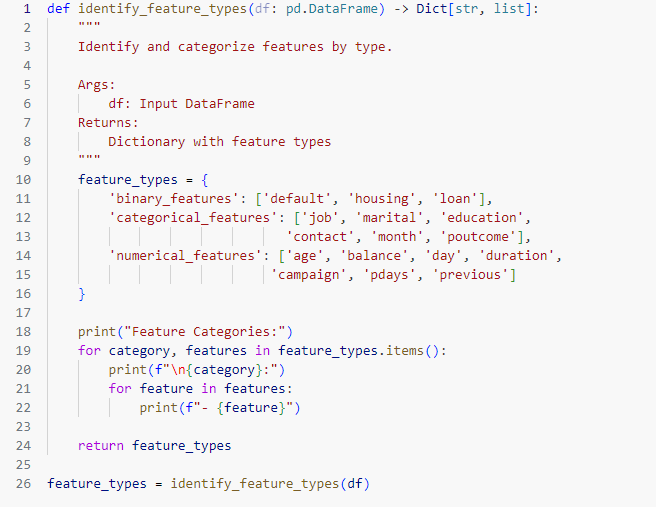 1 def identify_feature_types(df: pd.DataFrame) -> Dict[str, list]:
2     """
3     Identify and categorize features by type.
4
5     Args:
6         df: Input DataFrame
7     Returns:
8         Dictionary with feature types
9     """
10     feature_types = {
11         'binary_features': ['default', 'housing', 'loan'],
12         'categorical_features': ['job', 'marital', 'education',
13                                'contact', 'month', 'poutcome'],
14         'numerical_features': ['age', 'balance', 'day', 'duration',
15                              'campaign', 'pdays', 'previous']
16     }
17
18     print("Feature Categories:")
19     for category, features in feature_types.items():
20         print(f"\n{category}:")
21         for feature in features:
22             print(f"- {feature}")
23
24     return feature_types
25
26 feature_types = identify_feature_types(df)